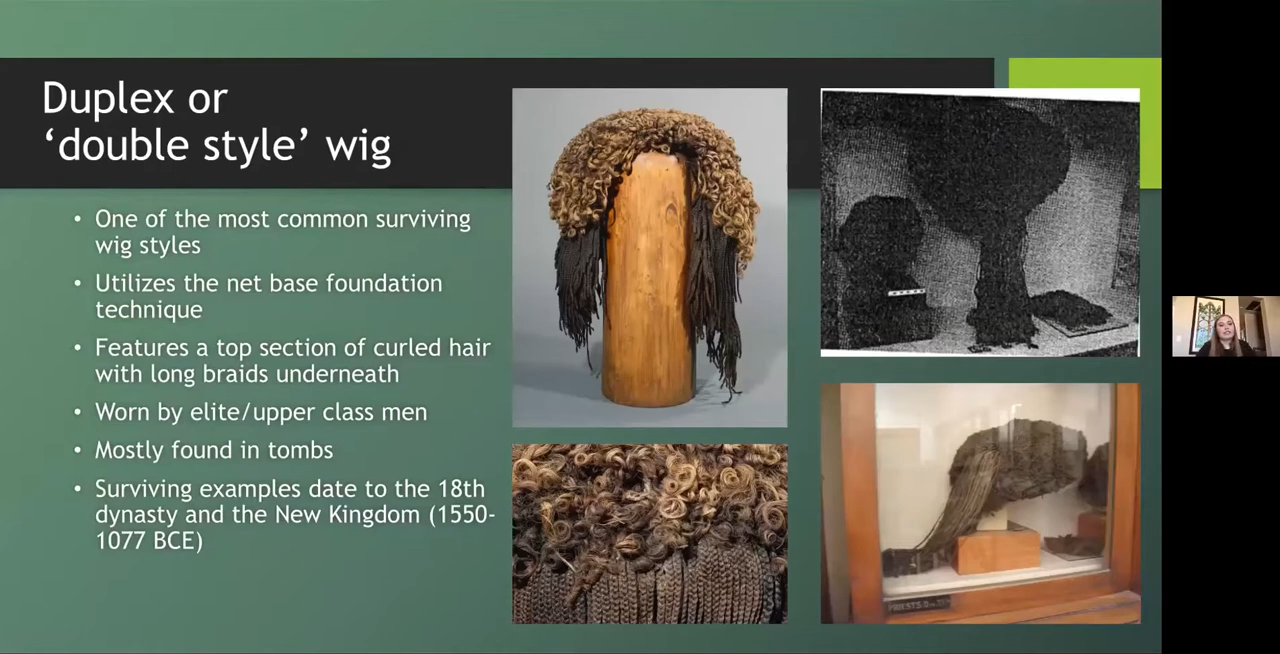 Duplex or
‘double style’ wig
• One of the most common surviving
wig styles
• Utilizes the net base foundation
technique
• Features a top section of curled hair
with long braids underneath
• Worn by elite/upper class men
• Mostly found in tombs
• Surviving examples date to the 18th
dynasty and the New Kingdom (1550-
1077 BCE)
PRIESTS